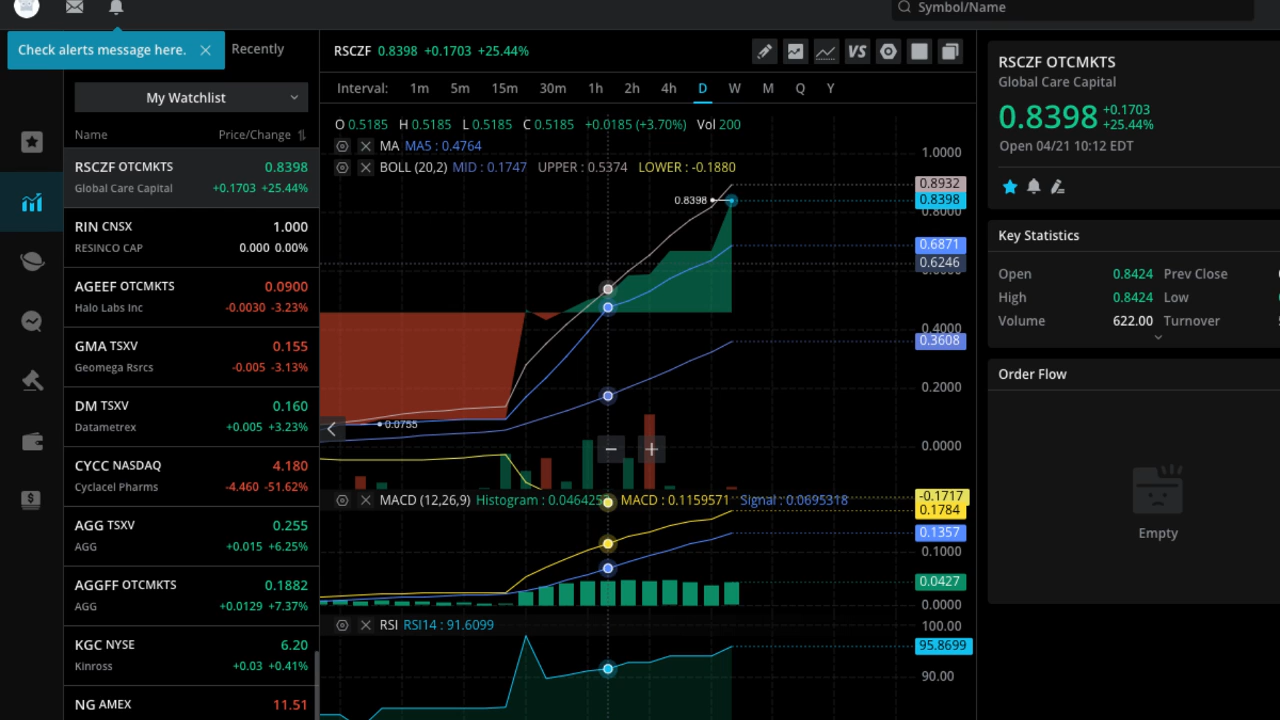 Symbol/Name
Check alerts message here.
Recently
My Watchlist
Name Price/Change
RSCZF OTCMKTS 0.8398
Global Care Capital +0.1703 +25.44%
RIN CNSX 1.000
RESINCO CAP 0.000 0.00%
AGEEF OTCMKTS 0.0900
Halo Labs Inc -0.0030 -3.23%
GMA TSXV 0.155
Geomega Rsrcs -0.005 -3.13%
DM TSXV 0.160
Datametrex +0.005 +3.23%
CYCC NASDAQ 4.180
Cyclacel Pharms -4.460 -51.62%
AGG TSXV 0.255
AGG +0.015 +6.25%
AGGFF OTCMKTS 0.1882
AGG +0.0129 +7.37%
KGC NYSE 6.20
Kinross +0.03 +0.41%
NG AMEX 11.51
RSCZF 0.8398 +0.1703 +25.44%
VS
Interval: 1m 5m 15m 30m 1h 2h 4h D W M Q Y
O 0.5185 H 0.5185 L 0.5185 C 0.5185 +0.0185 (+3.70%) Vol 200
MA MA5 : 0.4764
BOLL (20,2) MID : 0.1747 UPPER : 0.5374 LOWER : -0.1880
1.0000
0.8932
0.8398
0.8398
0.8000
0.6871
0.6246
0.4000
0.3608
0.2000
0.0755
0.0000
MACD (12,26,9) Histogram : 0.046425 MACD : 0.1159571 Signal : 0.0695318
-0.1717
0.1784
0.1357
0.1000
0.0427
0.0000
RSI RSI14 : 91.6099
100.00
95.8699
90.00
RSCZF OTCMKTS
Global Care Capital
0.8398 +0.1703
+25.44%
Open 04/21 10:12 EDT
Key Statistics
Open 0.8424 Prev Close
High 0.8424 Low
Volume 622.00 Turnover
Order Flow
Empty